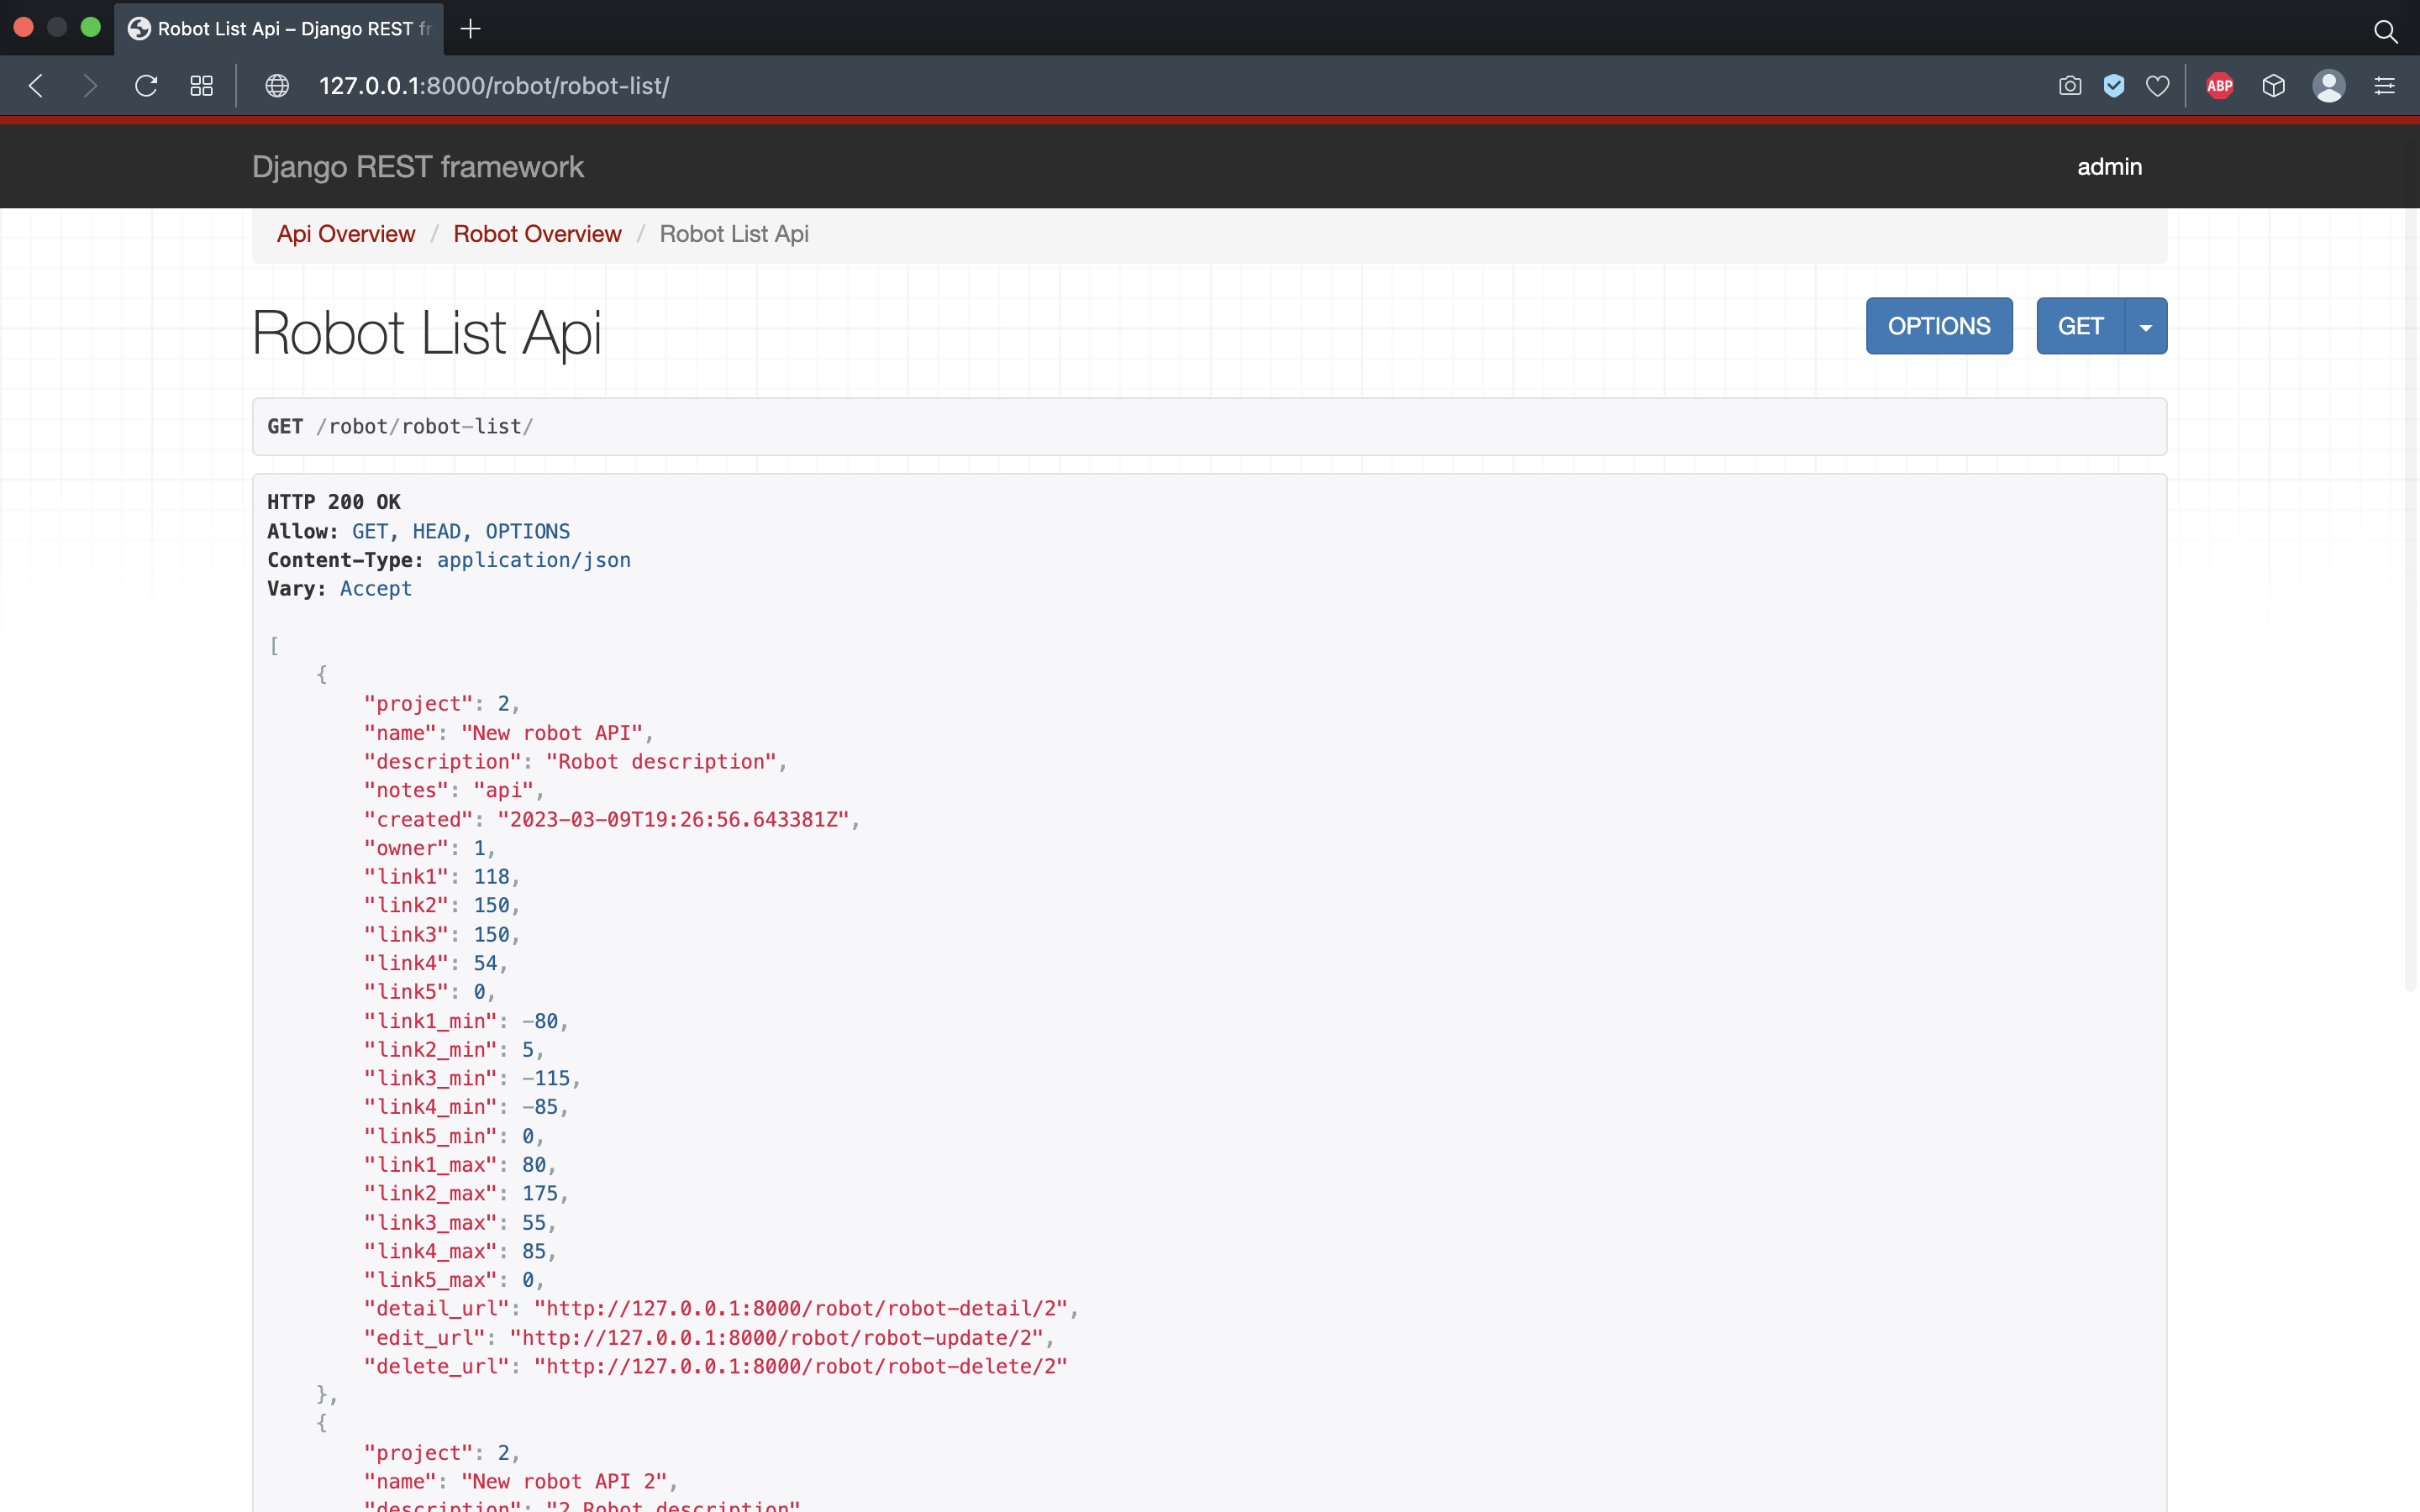 Robot List Api – Django REST fr
127.0.0.1:8000/robot/robot-list/
ABP
Django REST framework
admin
Api Overview / Robot Overview / Robot List Api
Robot List Api
OPTIONS
GET
GET /robot/robot-list/
HTTP 200 OK
Allow: GET, HEAD, OPTIONS
Content-Type: application/json
Vary: Accept
[
{
"project": 2,
"name": "New robot API",
"description": "Robot description",
"notes": "api",
"created": "2023-03-09T19:26:56.643381Z",
"owner": 1,
"link1": 118,
"link2": 150,
"link3": 150,
"link4": 54,
"link5": 0,
"link1_min": -80,
"link2_min": 5,
"link3_min": -115,
"link4_min": -85,
"link5_min": 0,
"link1_max": 80,
"link2_max": 175,
"link3_max": 55,
"link4_max": 85,
"link5_max": 0,
"detail_url": "http://127.0.0.1:8000/robot/robot-detail/2",
"edit_url": "http://127.0.0.1:8000/robot/robot-update/2",
"delete_url": "http://127.0.0.1:8000/robot/robot-delete/2"
},
{
"project": 2,
"name": "New robot API 2",
"description": "2 Robot description"